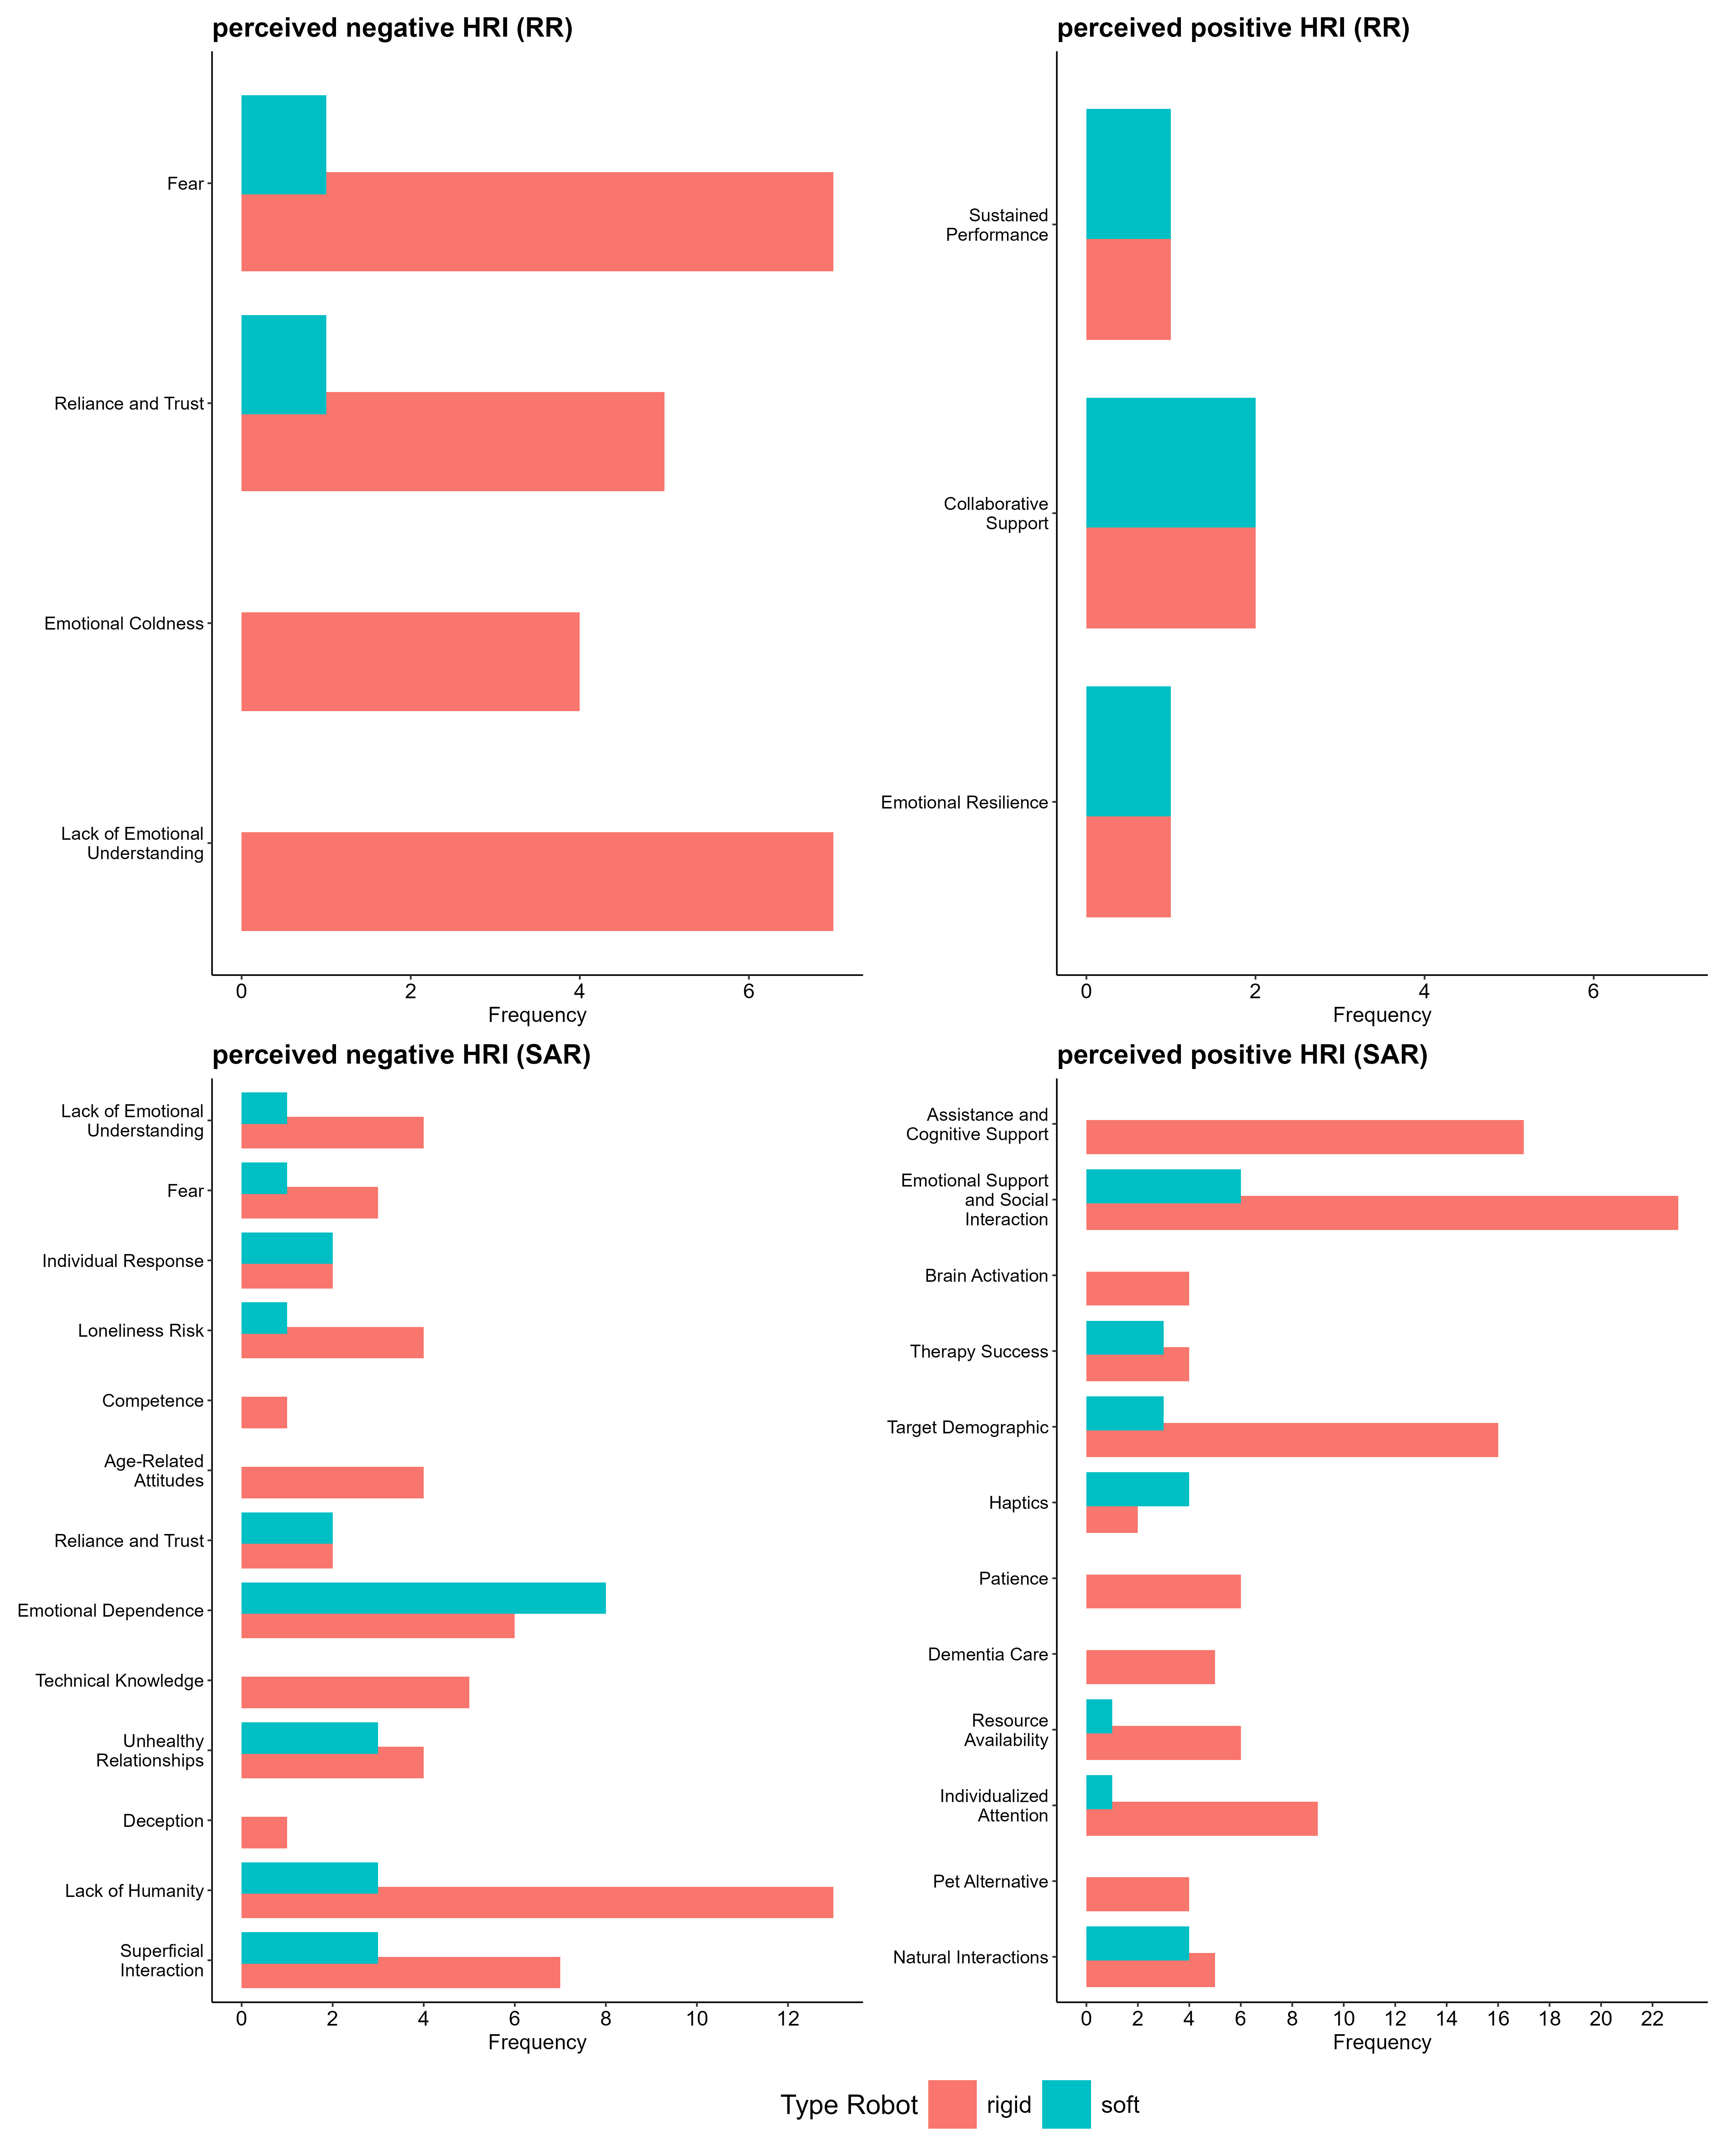 perceived negative HRI (RR)
Fear
Reliance and Trust
Emotional Coldness
Lack of Emotional
Understanding
0 2 4 6
Frequency
perceived positive HRI (RR)
Sustained
Performance
Collaborative
Support
Emotional Resilience
0 2 4 6
Frequency
perceived negative HRI (SAR)
Lack of Emotional
Understanding
Fear
Individual Response
Loneliness Risk
Competence
Age-Related
Attitudes
Reliance and Trust
Emotional Dependence
Technical Knowledge
Unhealthy
Relationships
Deception
Lack of Humanity
Superficial
Interaction
0 2 4 6 8 10 12
Frequency
perceived positive HRI (SAR)
Assistance and
Cognitive Support
Emotional Support
and Social
Interaction
Brain Activation
Therapy Success
Target Demographic
Haptics
Patience
Dementia Care
Resource
Availability
Individualized
Attention
Pet Alternative
Natural Interactions
0 2 4 6 8 10 12 14 16 18 20 22
Frequency
Type Robot rigid soft